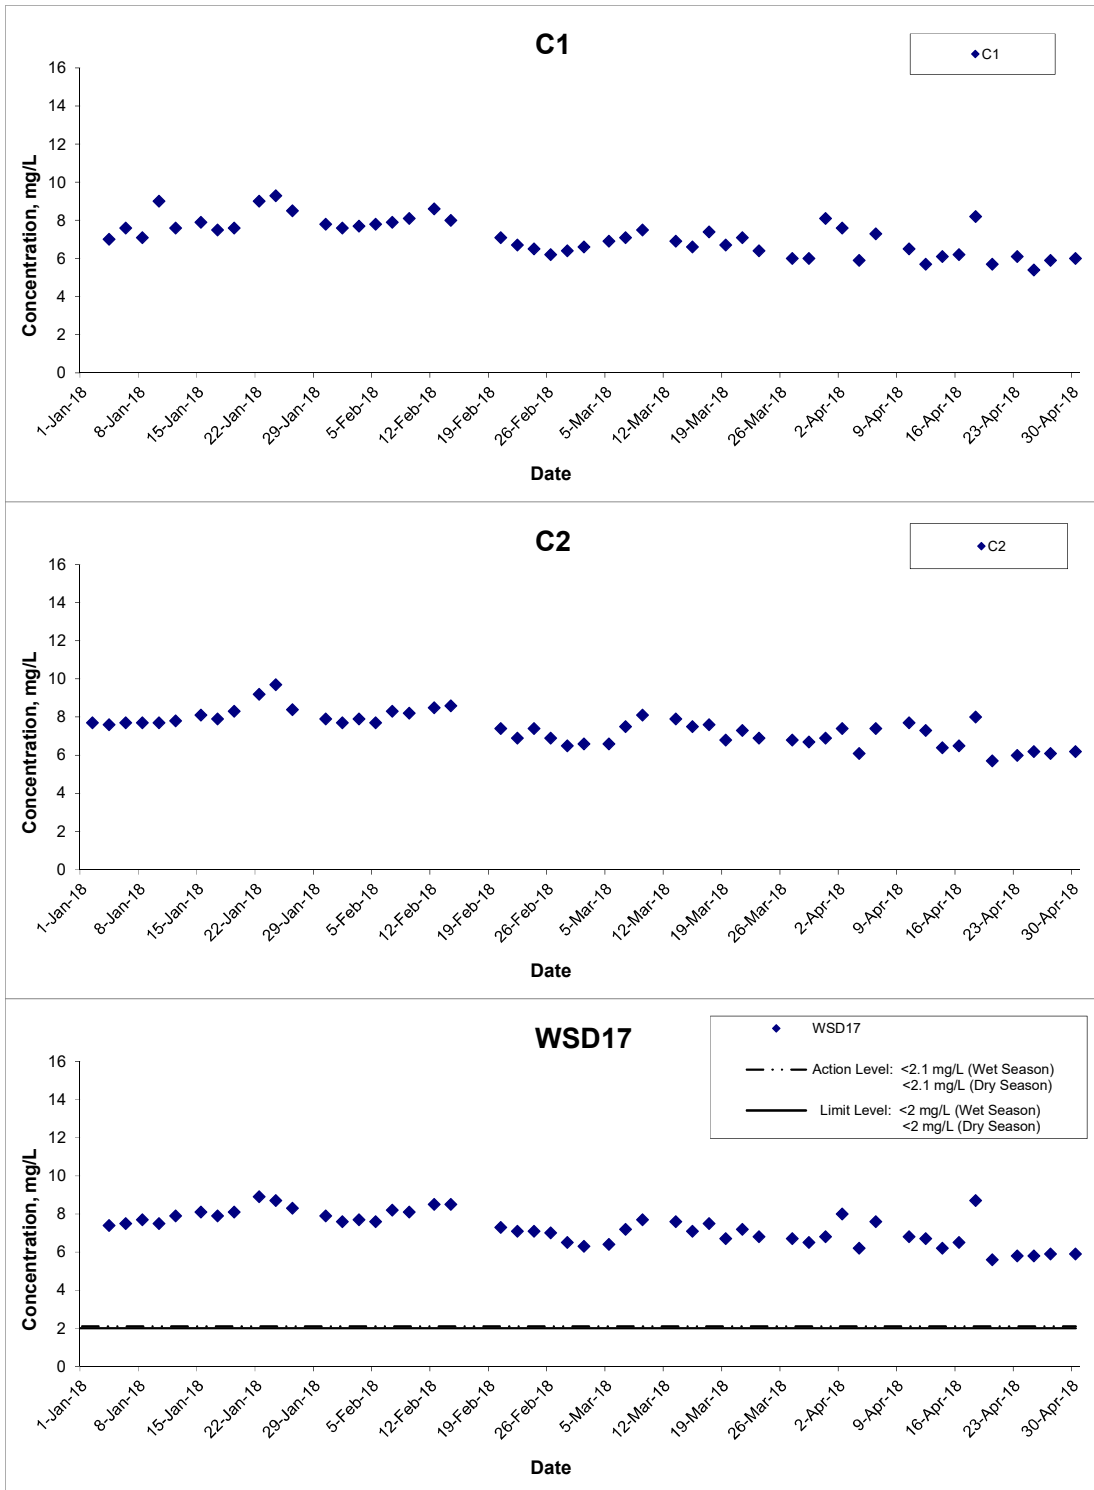 C1
C1
16
14
12
10
8
6
4
2
0
Concentration, mg/L
1-Jan-18
8-Jan-18
15-Jan-18
22-Jan-18
29-Jan-18
5-Feb-18
12-Feb-18
19-Feb-18
26-Feb-18
5-Mar-18
12-Mar-18
19-Mar-18
26-Mar-18
2-Apr-18
9-Apr-18
16-Apr-18
23-Apr-18
30-Apr-18
Date
C2
C2
16
14
12
10
8
6
4
2
0
Concentration, mg/L
1-Jan-18
8-Jan-18
15-Jan-18
22-Jan-18
29-Jan-18
5-Feb-18
12-Feb-18
19-Feb-18
26-Feb-18
5-Mar-18
12-Mar-18
19-Mar-18
26-Mar-18
2-Apr-18
9-Apr-18
16-Apr-18
23-Apr-18
30-Apr-18
Date
WSD17
WSD17
Action Level: <2.1 mg/L (Wet Season)
<2.1 mg/L (Dry Season)
Limit Level: <2 mg/L (Wet Season)
<2 mg/L (Dry Season)
16
14
12
10
8
6
4
2
0
Concentration, mg/L
1-Jan-18
8-Jan-18
15-Jan-18
22-Jan-18
29-Jan-18
5-Feb-18
12-Feb-18
19-Feb-18
26-Feb-18
5-Mar-18
12-Mar-18
19-Mar-18
26-Mar-18
2-Apr-18
9-Apr-18
16-Apr-18
23-Apr-18
30-Apr-18
Date